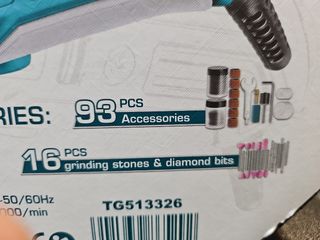 RIES: 93 PCS
Accessories
16 PCS
grinding stones & diamond bits
-50/60Hz
000/min
TG513326